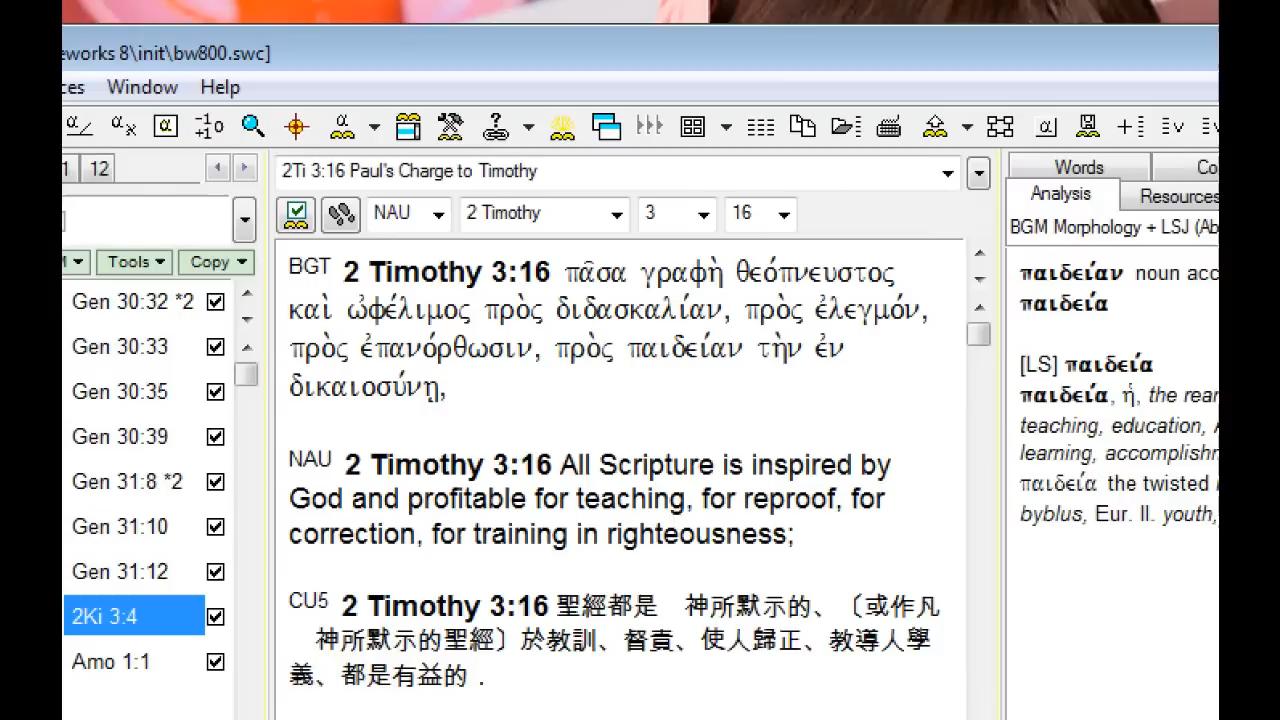 eworks 8\init\bw800.swc]
ces Window Help
1 12
2Ti 3:16 Paul's Charge to Timothy
Words Co
NAU 2 Timothy 3 16
Analysis Resources
BGM Morphology + LSJ (Ab
Tools Copy
Gen 30:32 *2
Gen 30:33
Gen 30:35
Gen 30:39
Gen 31:8 *2
Gen 31:10
Gen 31:12
2Ki 3:4
Amo 1:1
BGT 2 Timothy 3:16 πᾶσα γραφὴ θεόπνευστος
καὶ ὠφέλιμος πρὸς διδασκαλίαν, πρὸς ἐλεγμόν,
πρὸς ἐπανόρθωσιν, πρὸς παιδείαν τὴν ἐν
δικαιοσύνῃ,
NAU 2 Timothy 3:16 All Scripture is inspired by
God and profitable for teaching, for reproof, for
correction, for training in righteousness;
CU5 2 Timothy 3:16 聖經都是　神所默示的、〔或作凡
神所默示的聖經〕於教訓、督責、使人歸正、教導人學
義、都是有益的．
παιδείαν noun acc
παιδεία
[LS] παιδεία
παιδεία, ἡ, the rear
teaching, education, A
learning, accomplishm
παιδεία the twisted
byblus, Eur. II. youth,